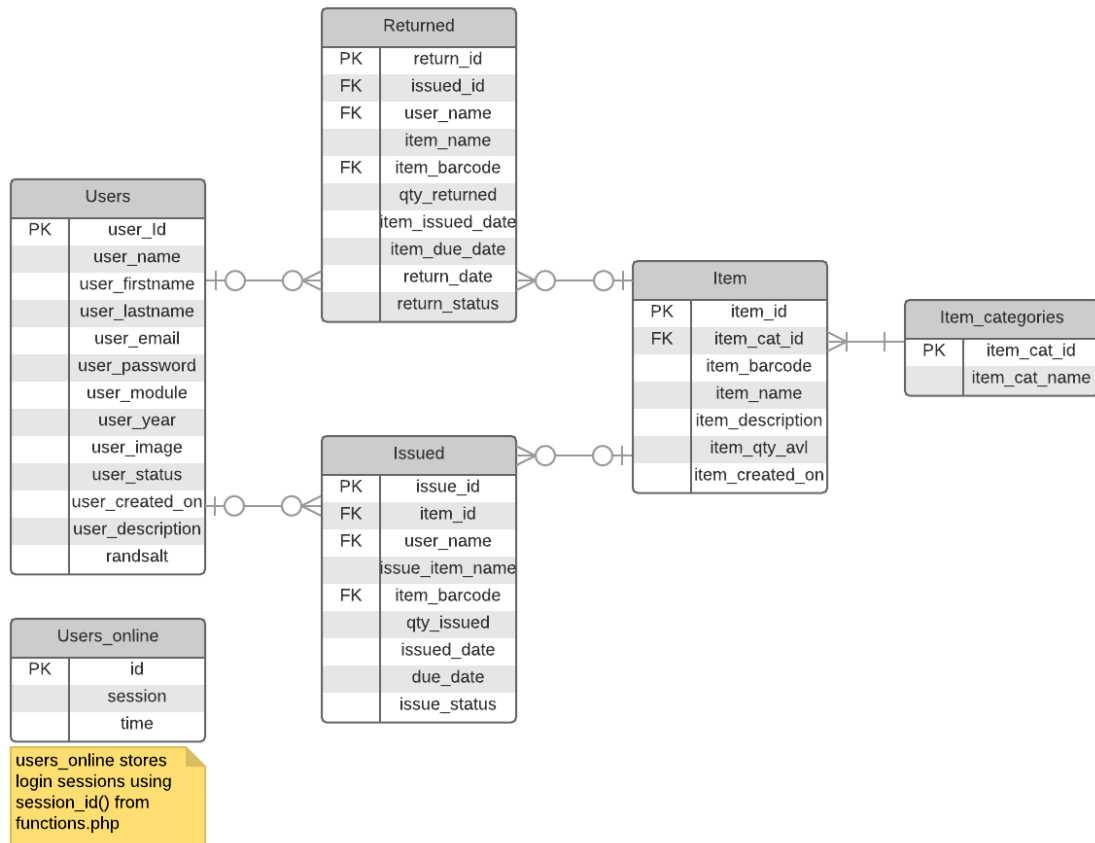 Returned
PK return_id
FK issued_id
FK user_name
item_name
FK item_barcode
qty_returned
item_issued_date
item_due_date
return_date
return_status
Users
PK user_Id
user_name
user_firstname
user_lastname
user_email
user_password
user_module
user_year
user_image
user_status
user_created_on
user_description
randsalt
Item
PK item_id
FK item_cat_id
item_barcode
item_name
item_description
item_qty_avl
item_created_on
Item_categories
PK item_cat_id
item_cat_name
Issued
PK issue_id
FK item_id
FK user_name
issue_item_name
FK item_barcode
qty_issued
issued_date
due_date
issue_status
Users_online
PK id
session
time
users_online stores
login sessions using
session_id() from
functions.php